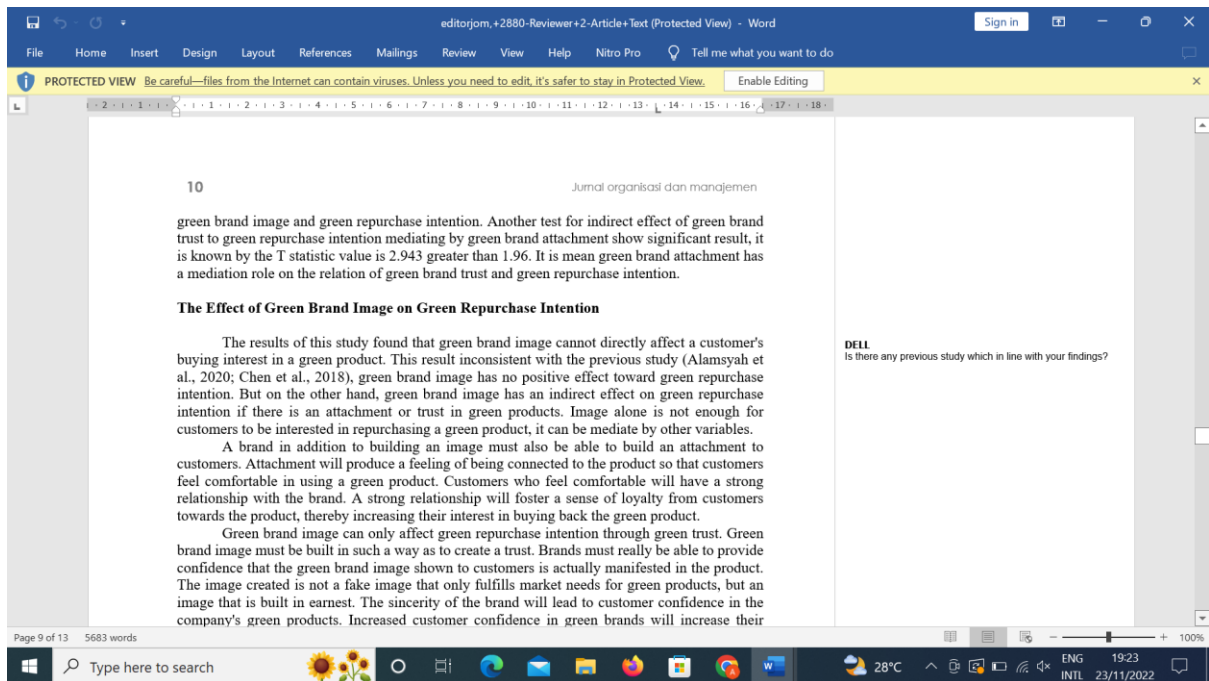 editorjom,+2880-Reviewer+2-Article+Text (Protected View) - Word
Sign in
File Home Insert Design Layout References Mailings Review View Help Nitro Pro Tell me what you want to do
PROTECTED VIEW Be careful—files from the Internet can contain viruses. Unless you need to edit, it's safer to stay in Protected View. Enable Editing
2 1 1 2 3 4 5 6 7 8 9 10 11 12 13 14 15 16 17 18
10 Jurnal organisasi dan manajemen
green brand image and green repurchase intention. Another test for indirect effect of green brand
trust to green repurchase intention mediating by green brand attachment show significant result, it
is known by the T statistic value is 2.943 greater than 1.96. It is mean green brand attachment has
a mediation role on the relation of green brand trust and green repurchase intention.
The Effect of Green Brand Image on Green Repurchase Intention
The results of this study found that green brand image cannot directly affect a customer's
buying interest in a green product. This result inconsistent with the previous study (Alamsyah et
al., 2020; Chen et al., 2018), green brand image has no positive effect toward green repurchase
intention. But on the other hand, green brand image has an indirect effect on green repurchase
intention if there is an attachment or trust in green products. Image alone is not enough for
customers to be interested in repurchasing a green product, it can be mediate by other variables.
A brand in addition to building an image must also be able to build an attachment to
customers. Attachment will produce a feeling of being connected to the product so that customers
feel comfortable in using a green product. Customers who feel comfortable will have a strong
relationship with the brand. A strong relationship will foster a sense of loyalty from customers
towards the product, thereby increasing their interest in buying back the green product.
Green brand image can only affect green repurchase intention through green trust. Green
brand image must be built in such a way as to create a trust. Brands must really be able to provide
confidence that the green brand image shown to customers is actually manifested in the product.
The image created is not a fake image that only fulfills market needs for green products, but an
image that is built in earnest. The sincerity of the brand will lead to customer confidence in the
company's green products. Increased customer confidence in green brands will increase their
DELL
Is there any previous study which in line with your findings?
Page 9 of 13 5683 words
100%
Type here to search
28°C
ENG
INTL
19:23
23/11/2022